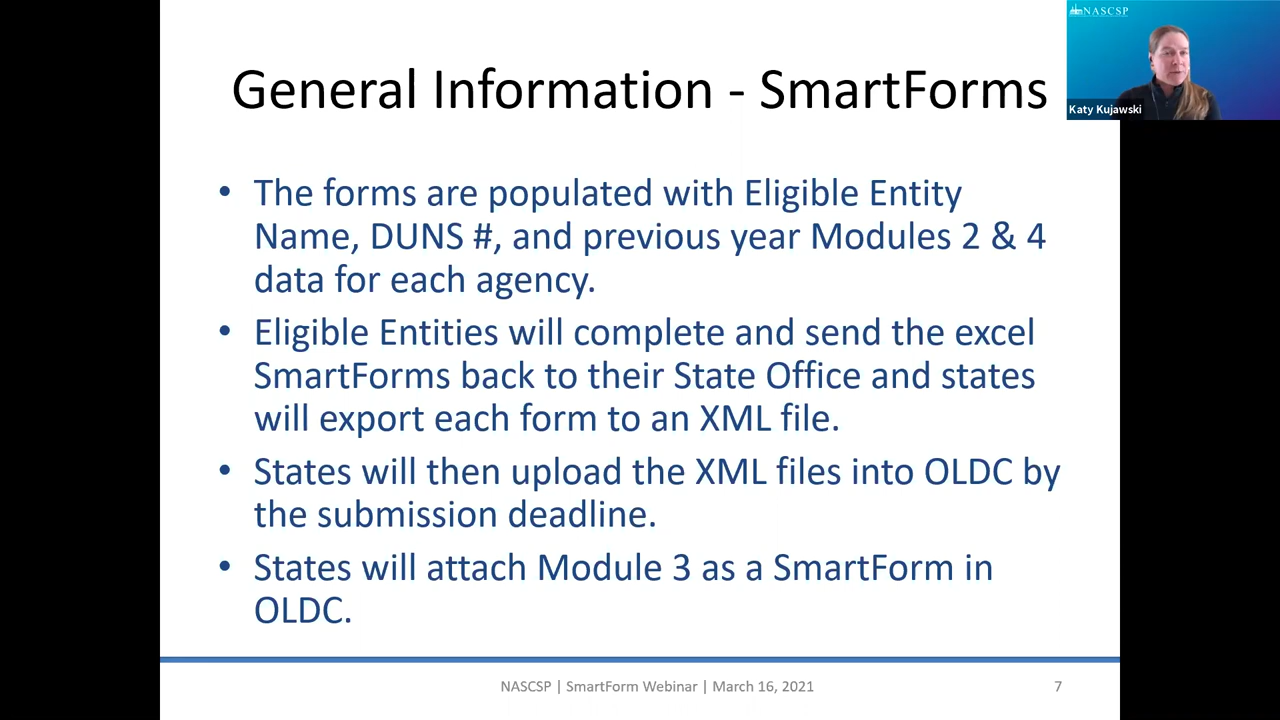 NASCSP
General Information - SmartForms
Katy Kujawski
• The forms are populated with Eligible Entity
Name, DUNS #, and previous year Modules 2 & 4
data for each agency.
• Eligible Entities will complete and send the excel
SmartForms back to their State Office and states
will export each form to an XML file.
• States will then upload the XML files into OLDC by
the submission deadline.
• States will attach Module 3 as a SmartForm in
OLDC.
NASCSP | SmartForm Webinar | March 16, 2021
7